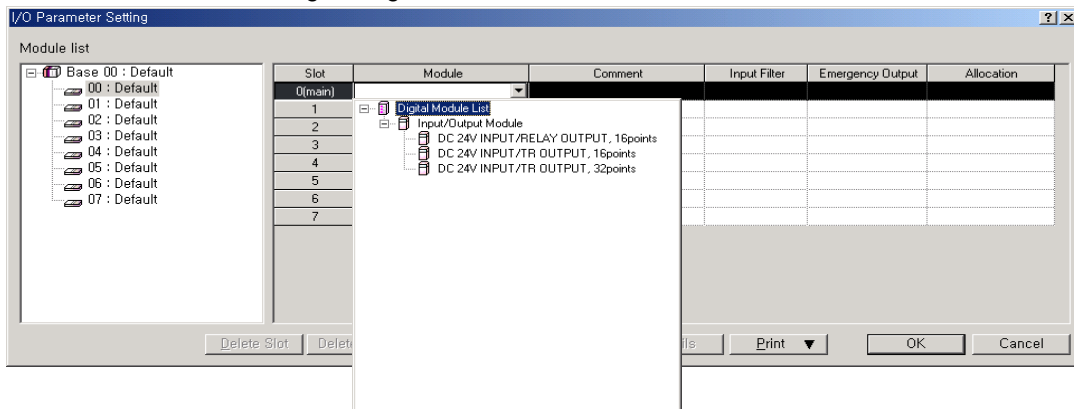 I/O Parameter Setting
Module list
Base 00 : Default
00 : Default
01 : Default
02 : Default
03 : Default
04 : Default
05 : Default
06 : Default
07 : Default
Slot Module Comment Input Filter Emergency Output Allocation
0(main)
1
2
3
4
5
6
7
Digital Module List
Input/Output Module
DC 24V INPUT/RELAY OUTPUT, 16points
DC 24V INPUT/TR OUTPUT, 16points
DC 24V INPUT/TR OUTPUT, 32points
Delete Slot Print OK Cancel